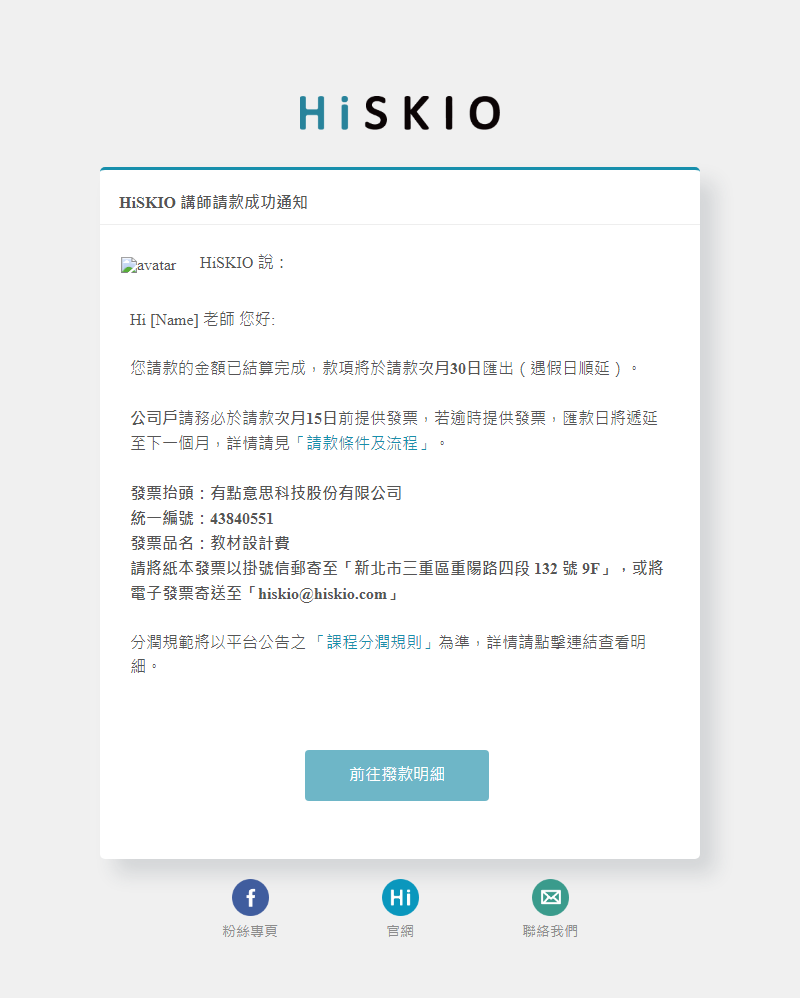 HiSKIO
HiSKIO 講師請款成功通知
avatar
HiSKIO 說：
Hi [Name] 老師 您好:
您請款的金額已結算完成，款項將於請款次月30日匯出（遇假日順延）。
公司戶請務必於請款次月15日前提供發票，若逾時提供發票，匯款日將遞延
至下一個月，詳情請見「請款條件及流程」。
發票抬頭：有點意思科技股份有限公司
統一編號：43840551
發票品名：教材設計費
請將紙本發票以掛號信郵寄至「新北市三重區重陽路四段 132 號 9F」，或將
電子發票寄送至「hiskio@hiskio.com」
分潤規範將以平台公告之 「課程分潤規則」為準，詳情請點擊連結查看明
細。
前往撥款明細
f
Hi
粉絲專頁
官網
聯絡我們